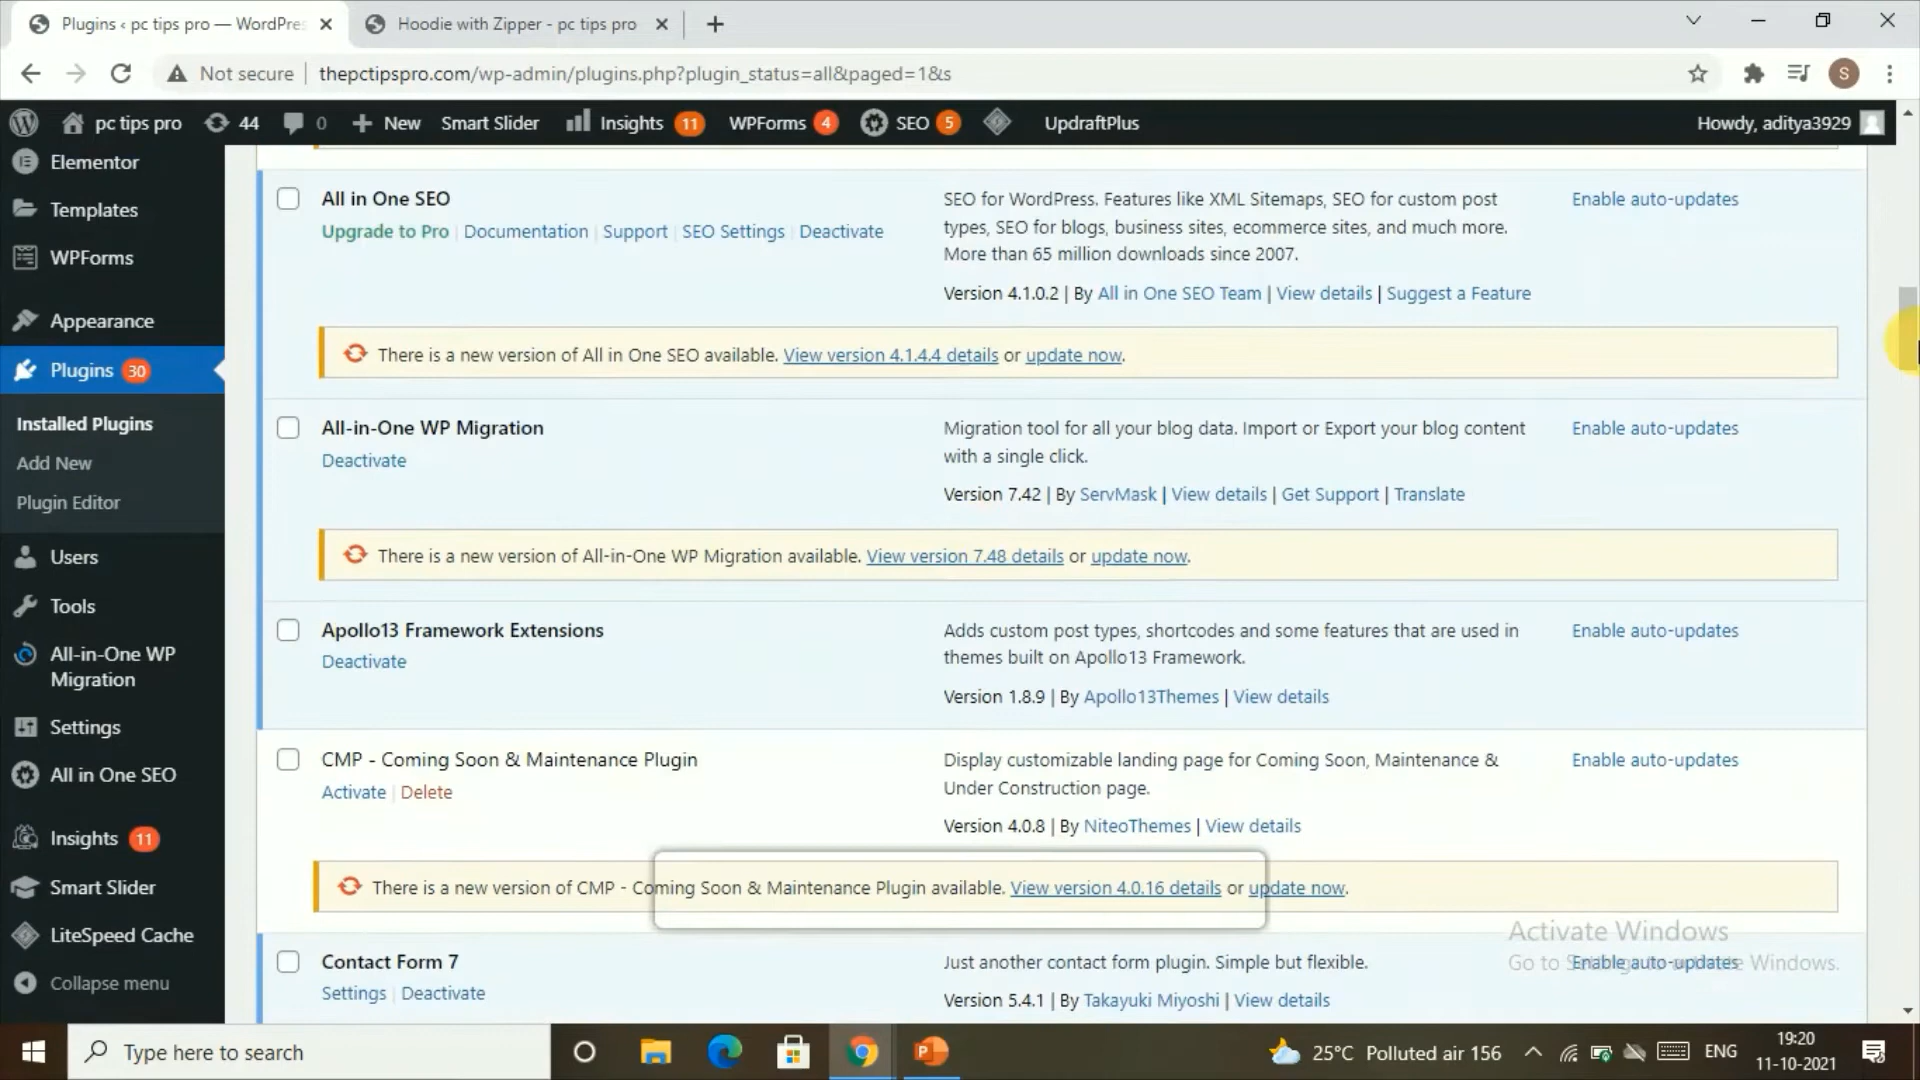 Plugins ‹ pc tips pro — WordPres
Hoodie with Zipper - pc tips pro
Not secure
thepctipspro.com/wp-admin/plugins.php?plugin_status=all&paged=1&s
S
pc tips pro
44
0
New
Smart Slider
Insights 11
WPForms 4
SEO 5
UpdraftPlus
Howdy, aditya3929
Elementor
Templates
WPForms
Appearance
Plugins 30
Installed Plugins
Add New
Plugin Editor
Users
Tools
All-in-One WP
Migration
Settings
All in One SEO
Insights 11
Smart Slider
LiteSpeed Cache
Collapse menu
All in One SEO
Upgrade to Pro | Documentation | Support | SEO Settings | Deactivate
SEO for WordPress. Features like XML Sitemaps, SEO for custom post
types, SEO for blogs, business sites, ecommerce sites, and much more.
More than 65 million downloads since 2007.
Version 4.1.0.2 | By All in One SEO Team | View details | Suggest a Feature
Enable auto-updates
There is a new version of All in One SEO available. View version 4.1.4.4 details or update now.
All-in-One WP Migration
Deactivate
Migration tool for all your blog data. Import or Export your blog content
with a single click.
Version 7.42 | By ServMask | View details | Get Support | Translate
Enable auto-updates
There is a new version of All-in-One WP Migration available. View version 7.48 details or update now.
Apollo13 Framework Extensions
Deactivate
Adds custom post types, shortcodes and some features that are used in
themes built on Apollo13 Framework.
Version 1.8.9 | By Apollo13Themes | View details
Enable auto-updates
CMP - Coming Soon & Maintenance Plugin
Activate | Delete
Display customizable landing page for Coming Soon, Maintenance &
Under Construction page.
Version 4.0.8 | By NiteoThemes | View details
Enable auto-updates
There is a new version of CMP - Coming Soon & Maintenance Plugin available. View version 4.0.16 details or update now.
Contact Form 7
Settings | Deactivate
Just another contact form plugin. Simple but flexible.
Version 5.4.1 | By Takayuki Miyoshi | View details
Enable auto-updates
Activate Windows
Go to Settings to activate Windows.
Type here to search
25°C Polluted air 156
ENG
19:20
11-10-2021